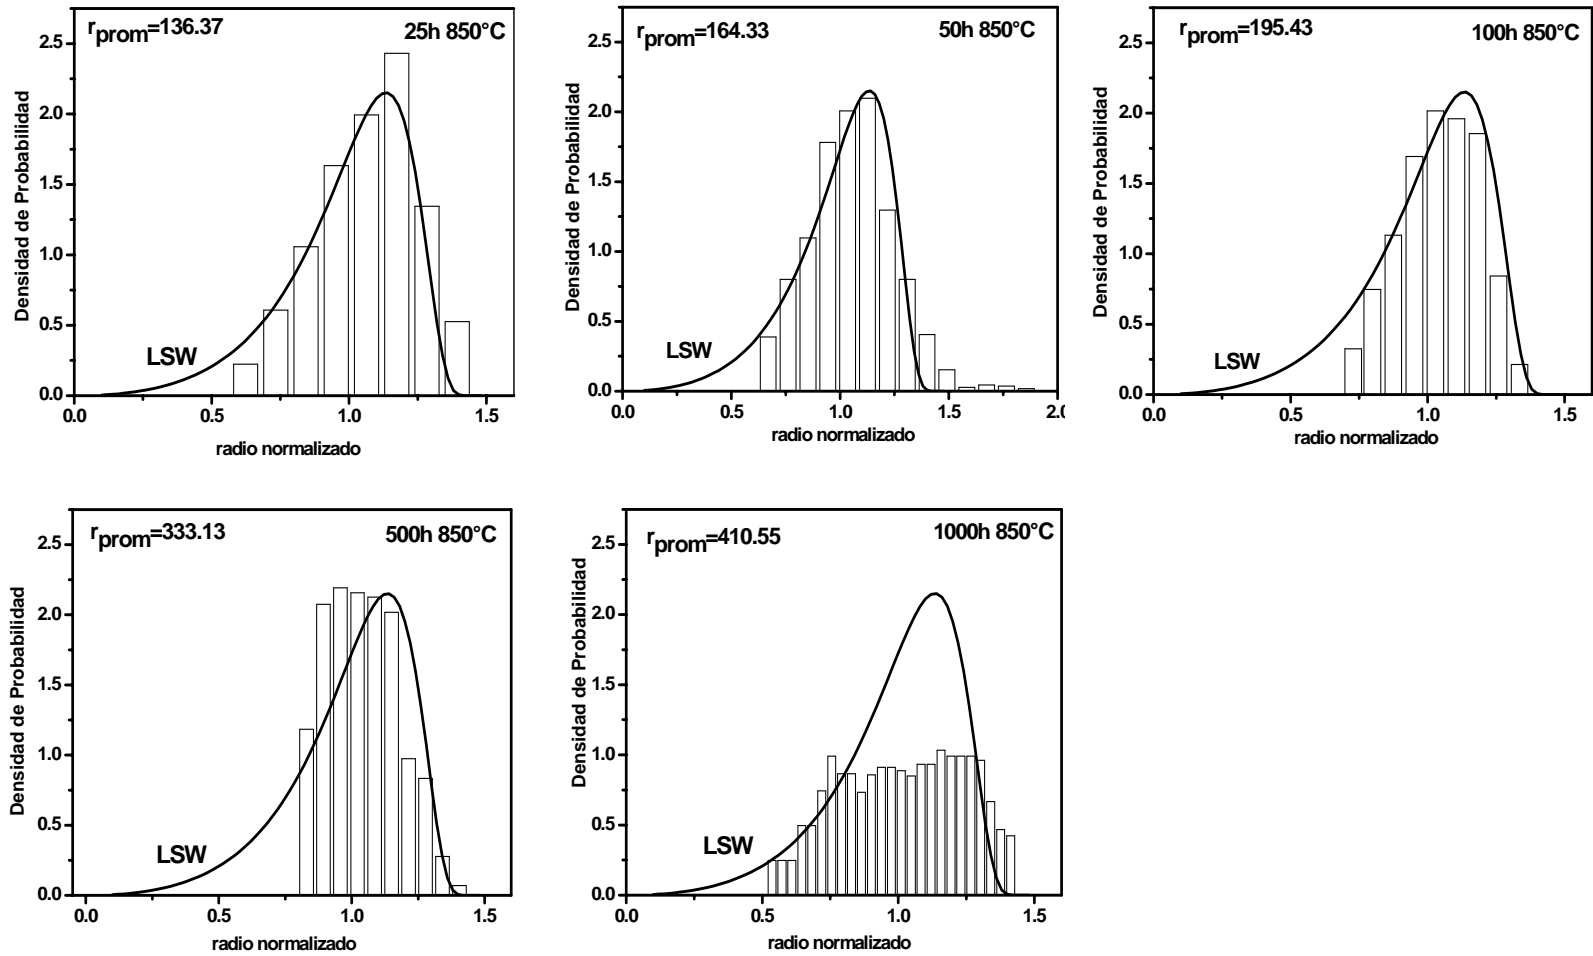 r_prom=136.37
25h 850°C
2.5
2.0
1.5
1.0
0.5
0.0
Densidad de Probabilidad
LSW
0.0 0.5 1.0 1.5
radio normalizado
r_prom=164.33
50h 850°C
2.5
2.0
1.5
1.0
0.5
0.0
Densidad de Probabilidad
LSW
0.0 0.5 1.0 1.5 2.0
radio normalizado
r_prom=195.43
100h 850°C
2.5
2.0
1.5
1.0
0.5
0.0
Densidad de Probabilidad
LSW
0.0 0.5 1.0 1.5
radio normalizado
r_prom=333.13
500h 850°C
2.5
2.0
1.5
1.0
0.5
0.0
Densidad de Probabilidad
LSW
0.0 0.5 1.0 1.5
radio normalizado
r_prom=410.55
1000h 850°C
2.5
2.0
1.5
1.0
0.5
0.0
Densidad de Probabilidad
LSW
0.0 0.5 1.0 1.5
radio normalizado